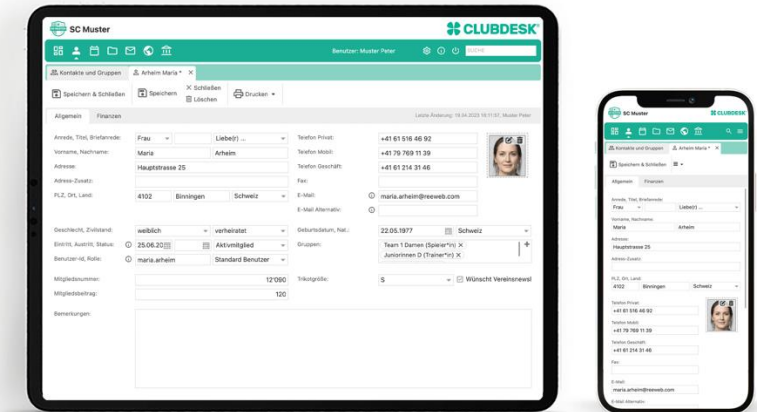 SC Muster
CLUBDESK
Benutzer: Muster Peter
SUCHE
Kontakte und Gruppen
Arheim Maria *
Speichern & Schließen
Speichern
Schließen
Löschen
Drucken
Allgemein Finanzen
Letzte Änderung: 19.04.2023 16:11:57, Muster Peter
Anrede, Titel, Briefanrede: Frau Liebe(r) ...
Vorname, Nachname: Maria Arheim
Adresse: Hauptstrasse 25
Adress-Zusatz:
PLZ, Ort, Land: 4102 Binningen Schweiz
Telefon Privat: +41 61 516 46 92
Telefon Mobil: +41 79 769 11 39
Telefon Geschäft: +41 61 214 31 46
Fax:
E-Mail: maria.arheim@reeweb.com
E-Mail Alternativ:
Geschlecht, Zivilstand: weiblich verheiratet
Eintritt, Austritt, Status: 25.06.20 Aktivmitglied
Benutzer-Id, Rolle: maria.arheim Standard Benutzer
Geburtsdatum, Nat.: 22.05.1977 Schweiz
Gruppen: Team 1 Damen (Spieler*in)
Juniorinnen D (Trainer*in)
Mitgliedsnummer: 12'090
Mitgliedsbeitrag: 120
Trikotgröße: S Wünscht Vereinsnewsl
Bemerkungen:
SC Muster
CLUBDESK
Kontakte und Gruppen
Arheim Maria *
Speichern & Schließen
Allgemein Finanzen
Anrede, Titel, Briefanrede:
Frau Liebe(r) ...
Vorname, Nachname:
Maria Arheim
Adresse:
Hauptstrasse 25
Adress-Zusatz:
PLZ, Ort, Land:
4102 Binningen Schweiz
Telefon Privat:
+41 61 516 46 92
Telefon Mobil:
+41 79 769 11 39
Telefon Geschäft:
+41 61 214 31 46
Fax:
E-Mail:
maria.arheim@reeweb.com
E-Mail Alternativ: